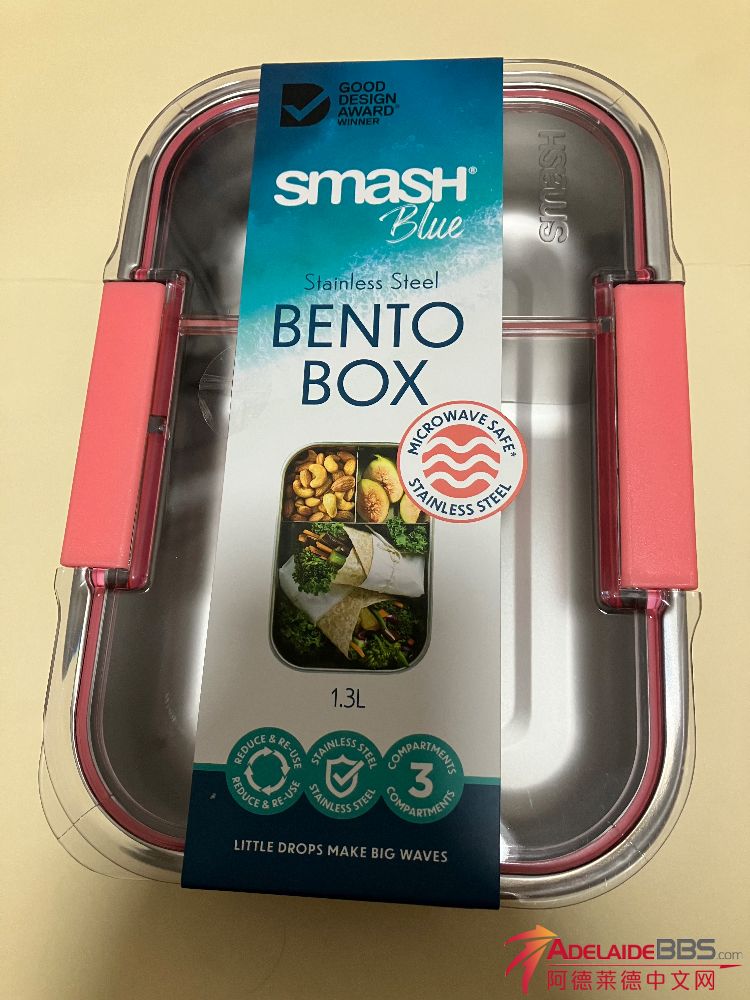 GOOD
DESIGN
AWARD®
WINNER
smash®
Blue
smash
Stainless Steel
BENTO
BOX
MICROWAVE SAFE*
STAINLESS STEEL
1.3L
REDUCE & RE-USE
REDUCE & RE-USE
STAINLESS STEEL
STAINLESS STEEL
COMPARTMENTS
3
COMPARTMENTS
LITTLE DROPS MAKE BIG WAVES
ADELAIDEBBS.com
阿德莱德中文网